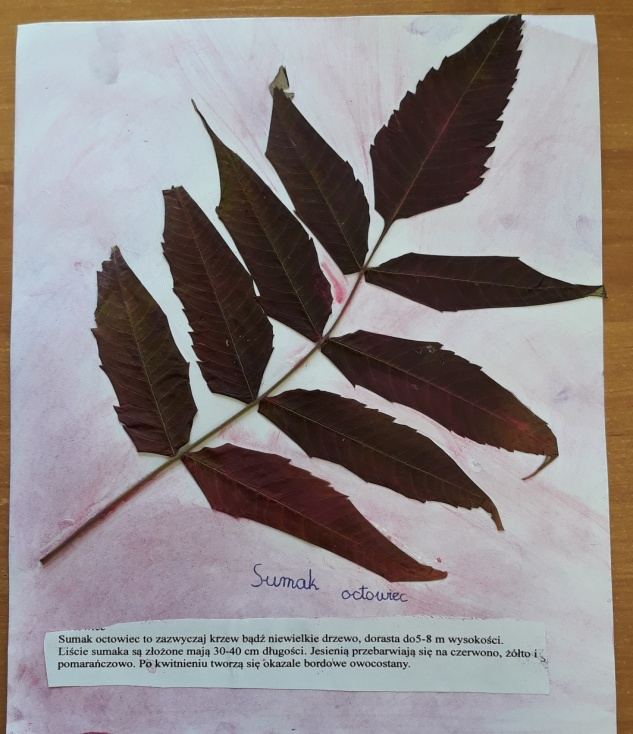 Sumak octowiec
Sumak octowiec to zazwyczaj krzew bądź niewielkie drzewo, dorasta do5-8 m wysokości.
Liście sumaka są złożone mają 30-40 cm długości. Jesienią przebarwiają się na czerwono, żółto i
pomarańczowo. Po kwitnieniu tworzą się okazale bordowe owocostany.